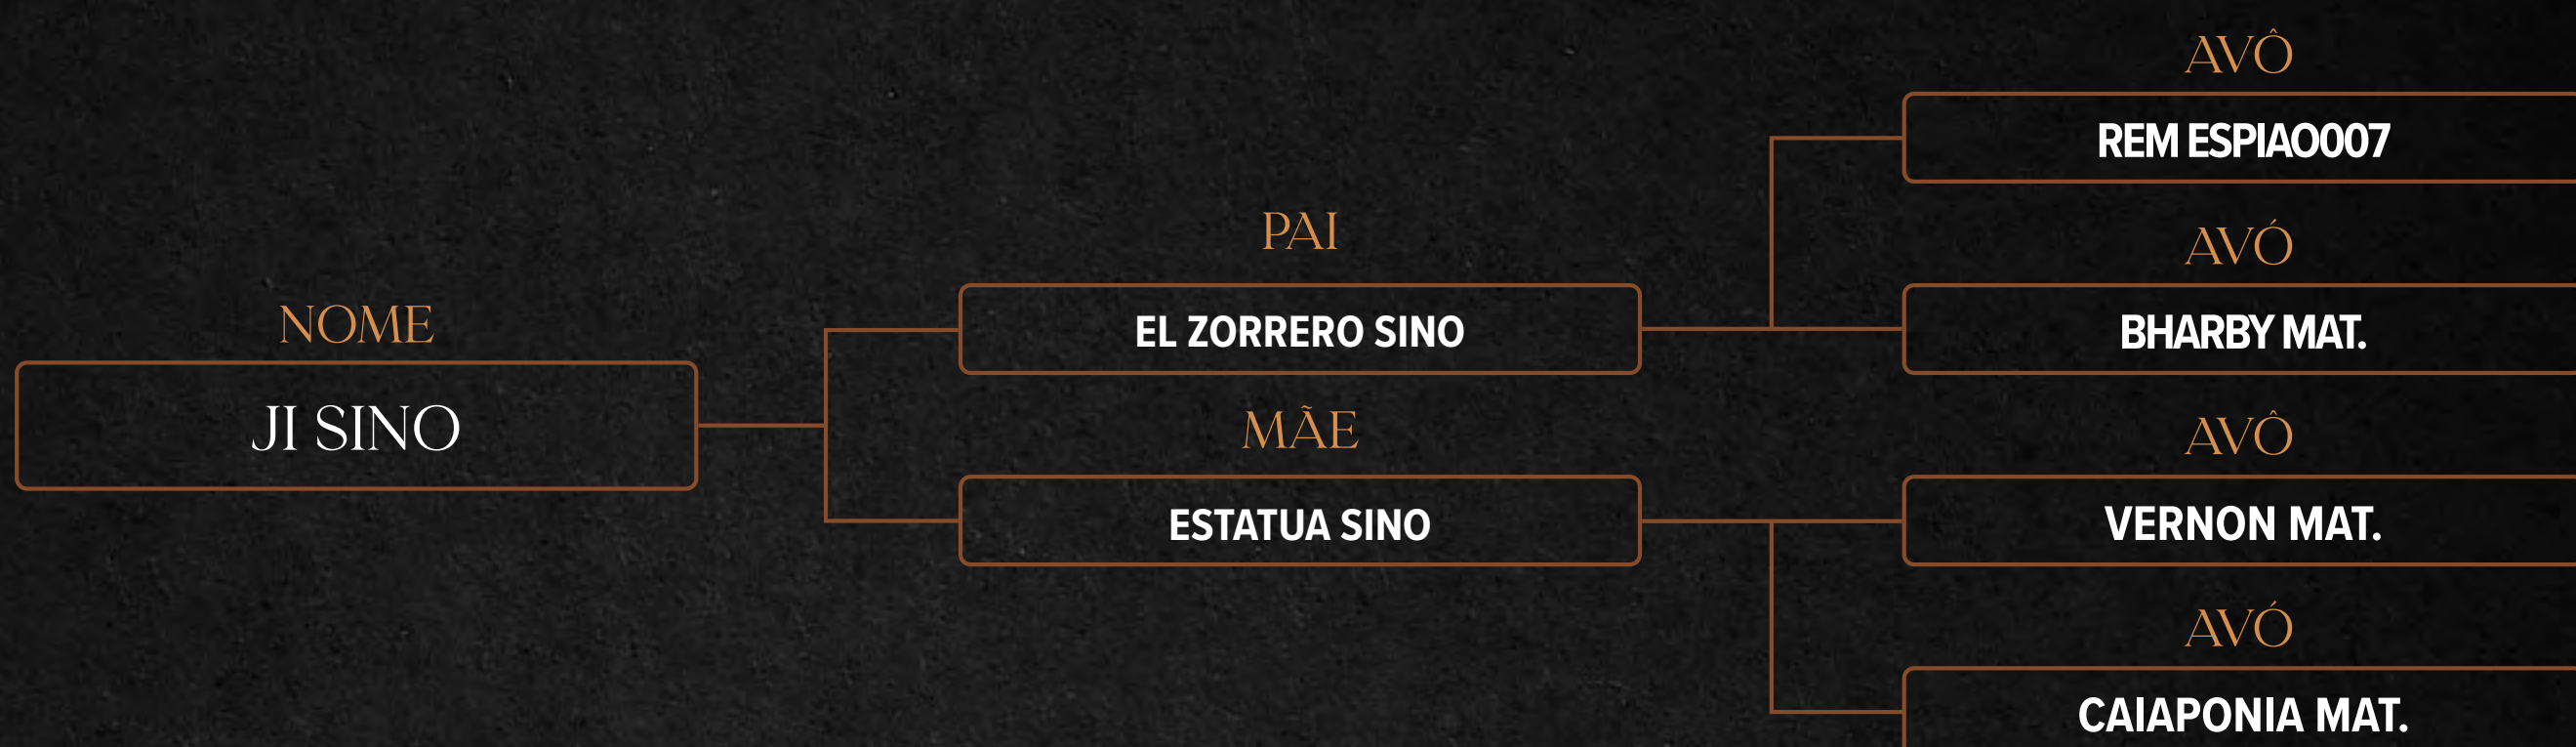 NOME
JI SINO
PAI
EL ZORRERO SINO
MÃE
ESTATUA SINO
AVÔ
REM ESPIAO007
AVÓ
BHARBY MAT.
AVÔ
VERNON MAT.
AVÓ
CAIAPONIA MAT.